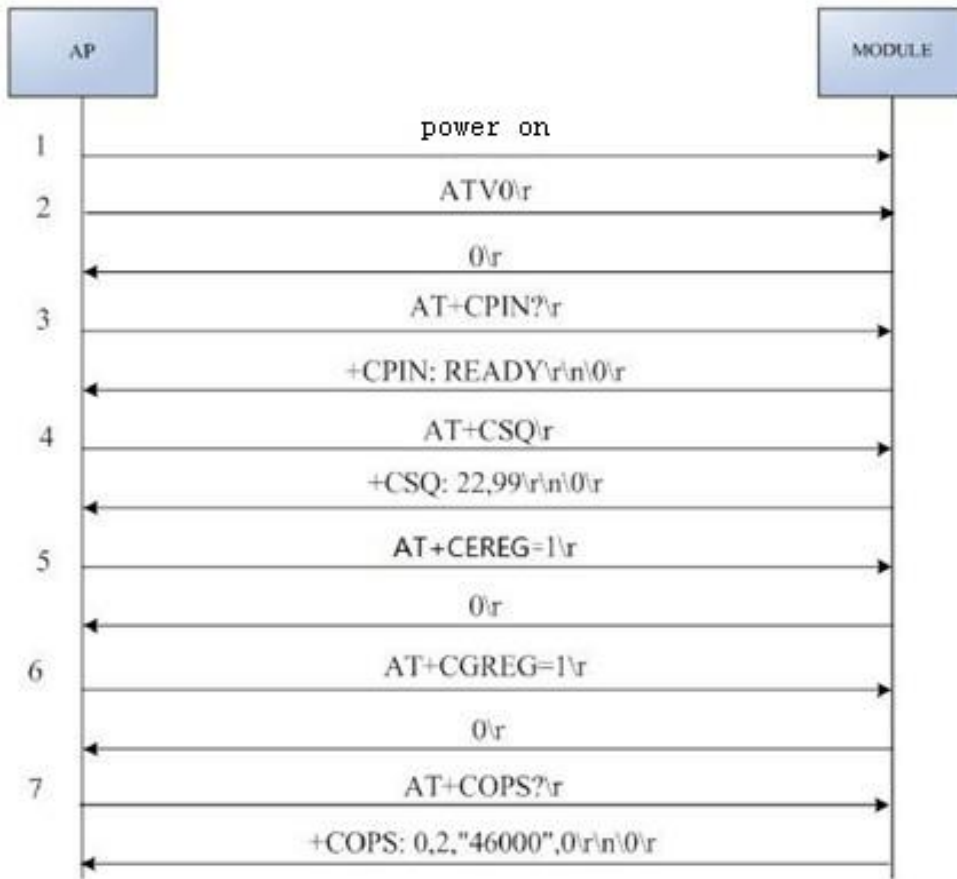 AP
MODULE
1
power on
2
ATV0\r
0\r
3
AT+CPIN?\r
+CPIN: READY\r\n\0\r
4
AT+CSQ\r
+CSQ: 22,99\r\n\0\r
5
AT+CEREG=1\r
0\r
6
AT+CGREG=1\r
0\r
7
AT+COPS?\r
+COPS: 0,2,"46000",0\r\n\0\r